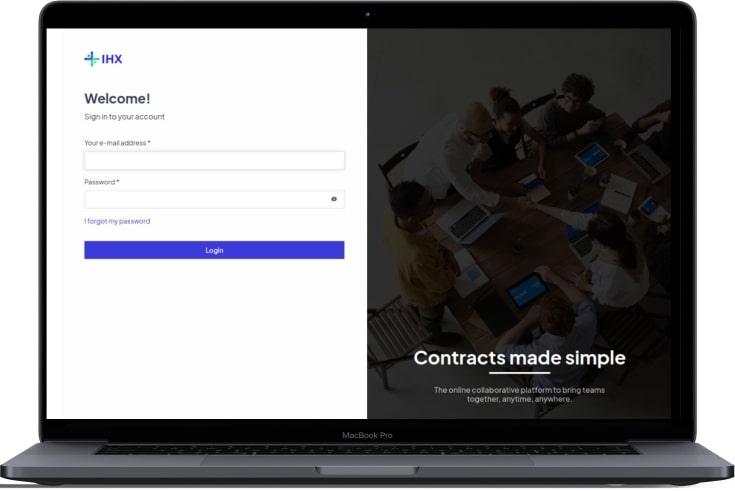 IHX
Welcome!
Sign in to your account
Your e-mail address *
Password *
I forgot my password
Login
Contracts made simple
The online collaborative platform to bring teams
together, anytime, anywhere.
MacBook Pro